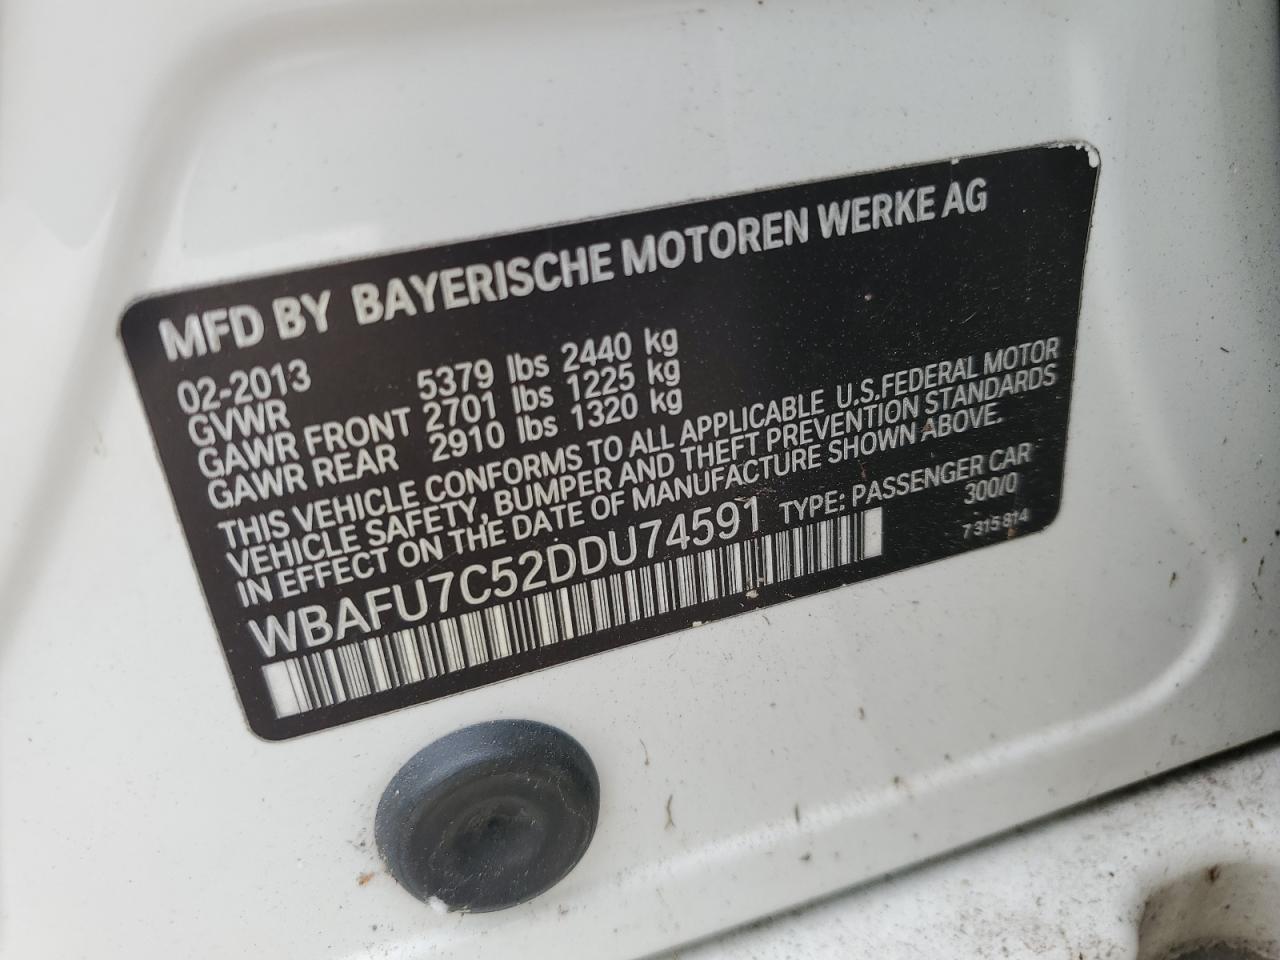 MFD BY BAYERISCHE MOTOREN WERKE AG
02-2013
GVWR 5379 lbs 2440 kg
GAWR FRONT 2701 lbs 1225 kg
GAWR REAR 2910 lbs 1320 kg
THIS VEHICLE CONFORMS TO ALL APPLICABLE U.S.FEDERAL MOTOR
VEHICLE SAFETY, BUMPER AND THEFT PREVENTION STANDARDS
IN EFFECT ON THE DATE OF MANUFACTURE SHOWN ABOVE.
WBAFU7C52DDU74591 TYPE: PASSENGER CAR
300/0
7 315 814